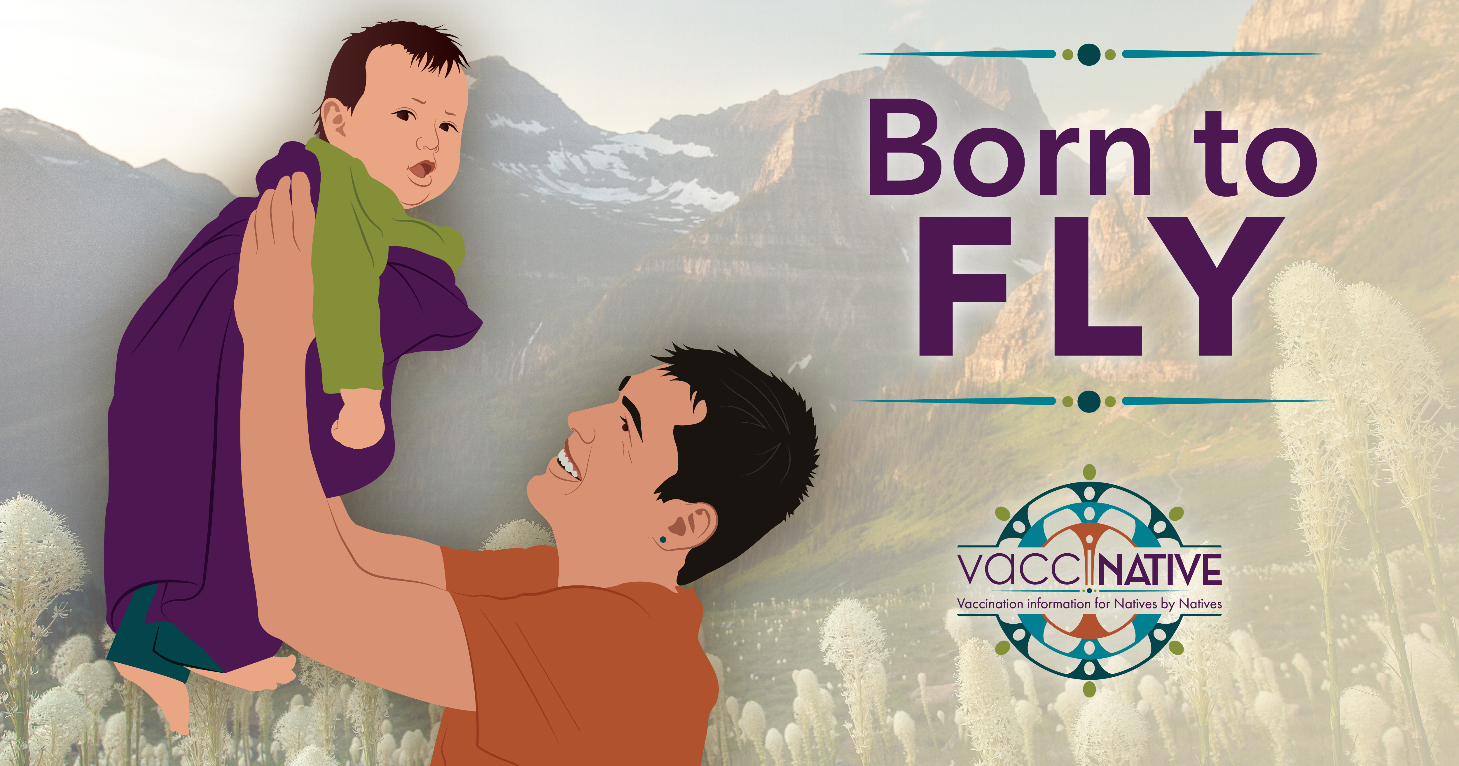 Born to
FLY
VACCINATIVE
Vaccination information for Natives by Natives